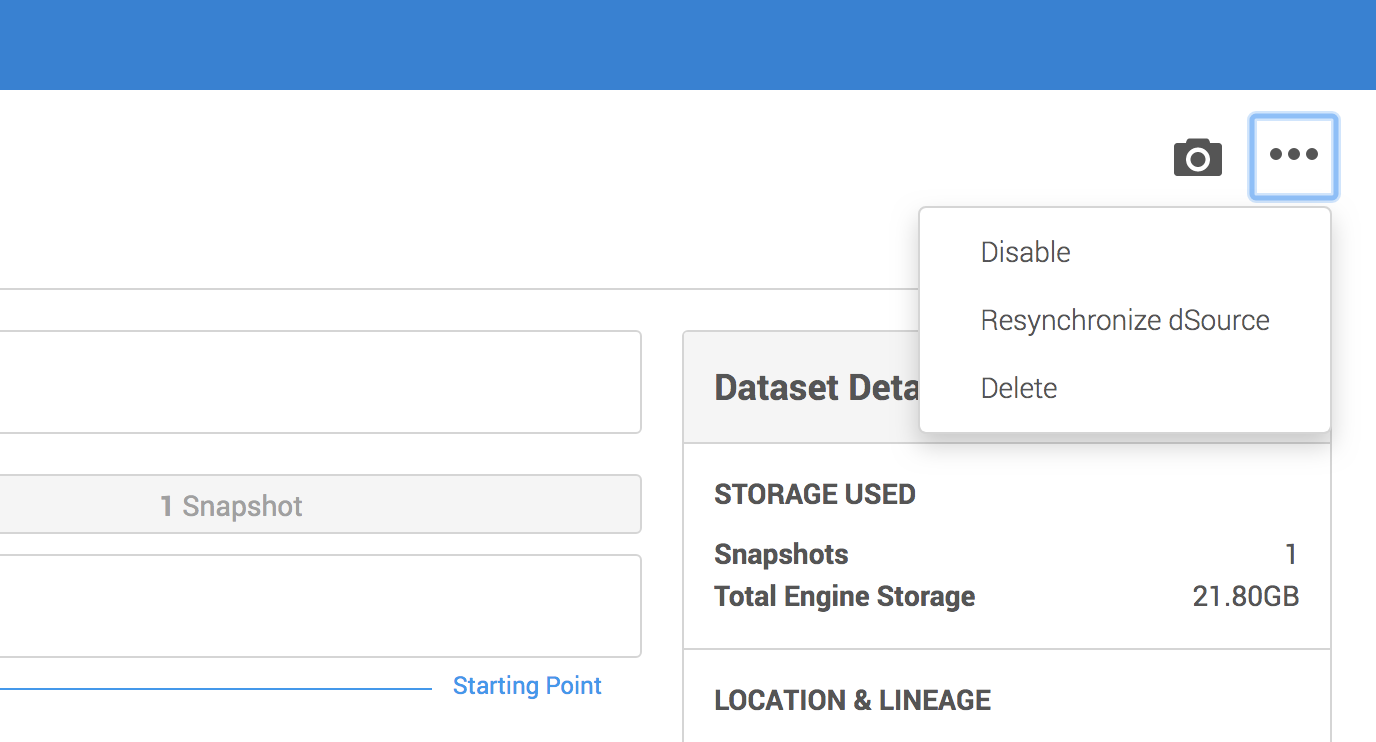 Disable
Resynchronize dSource
Delete
Dataset Deta
1 Snapshot
Starting Point
STORAGE USED
Snapshots 1
Total Engine Storage 21.80GB
LOCATION & LINEAGE